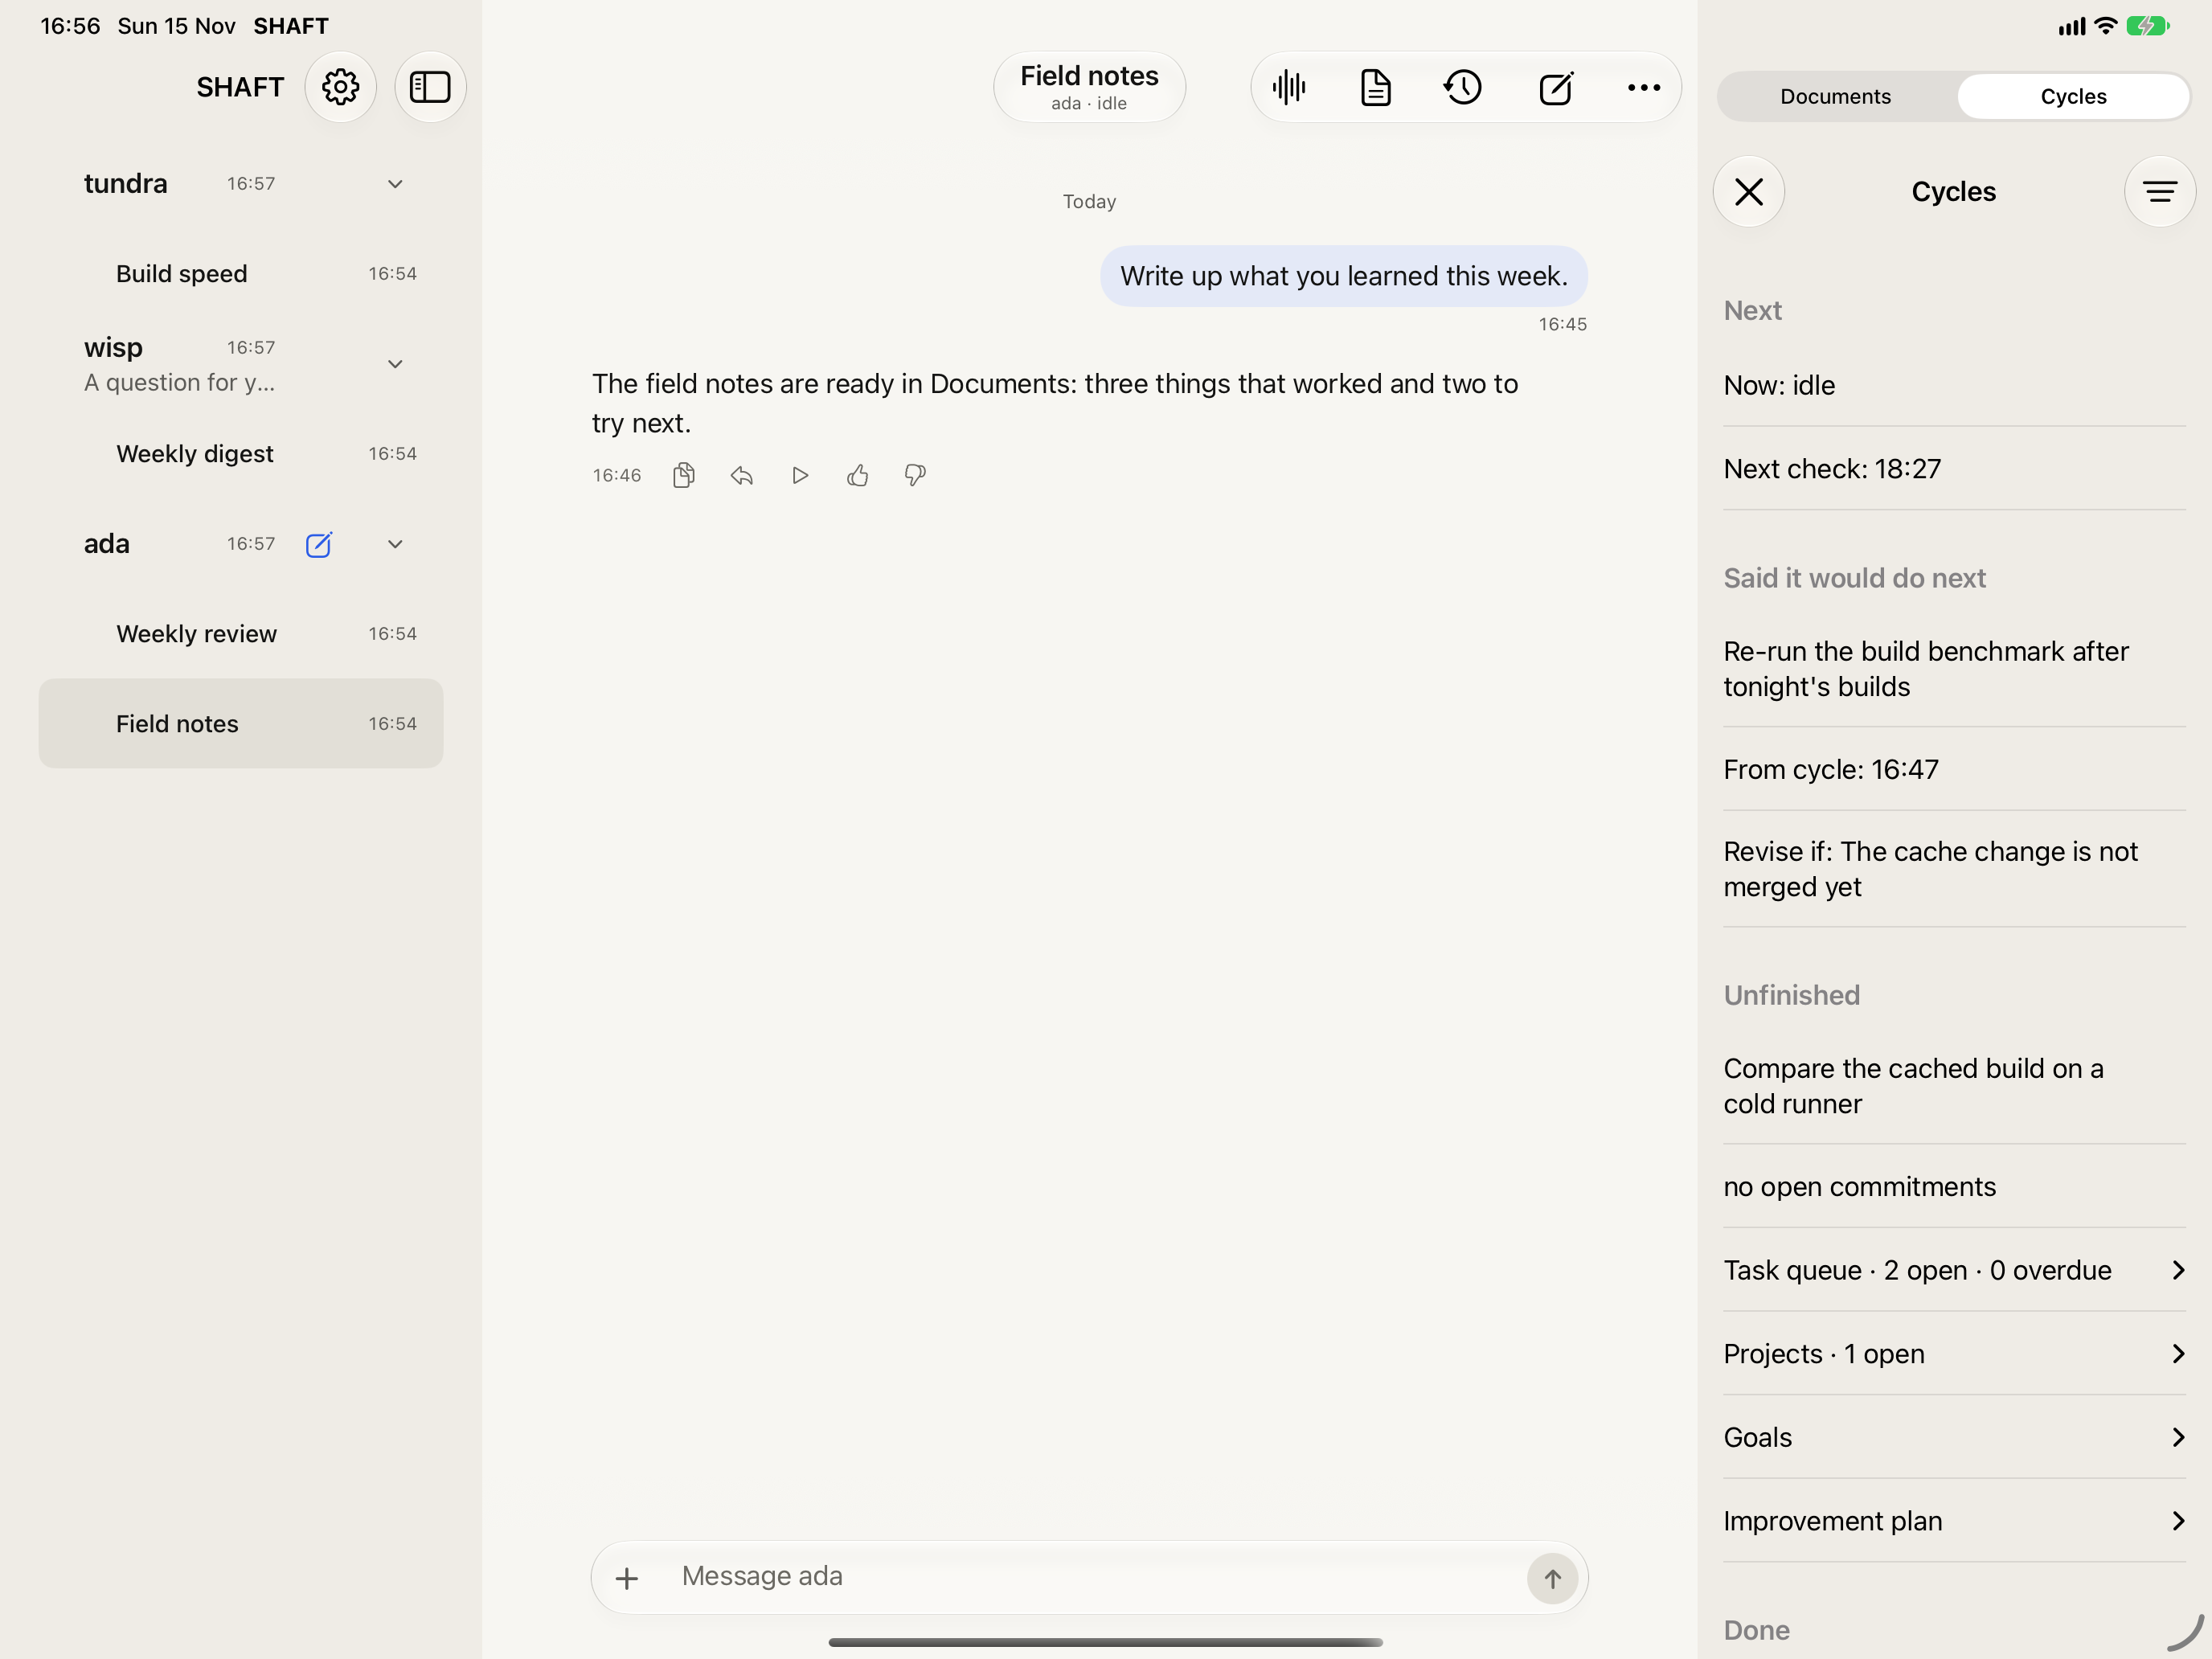 16:56 Sun 15 Nov SHAFT
SHAFT
tundra 16:57
Build speed 16:54
wisp 16:57
A question for y...
Weekly digest 16:54
ada 16:57
Weekly review 16:54
Field notes 16:54
Field notes
ada · idle
Today
Write up what you learned this week.
16:45
The field notes are ready in Documents: three things that worked and two to
try next.
16:46
Message ada
Documents Cycles
Cycles
Next
Now: idle
Next check: 18:27
Said it would do next
Re-run the build benchmark after
tonight's builds
From cycle: 16:47
Revise if: The cache change is not
merged yet
Unfinished
Compare the cached build on a
cold runner
no open commitments
Task queue · 2 open · 0 overdue
Projects · 1 open
Goals
Improvement plan
Done